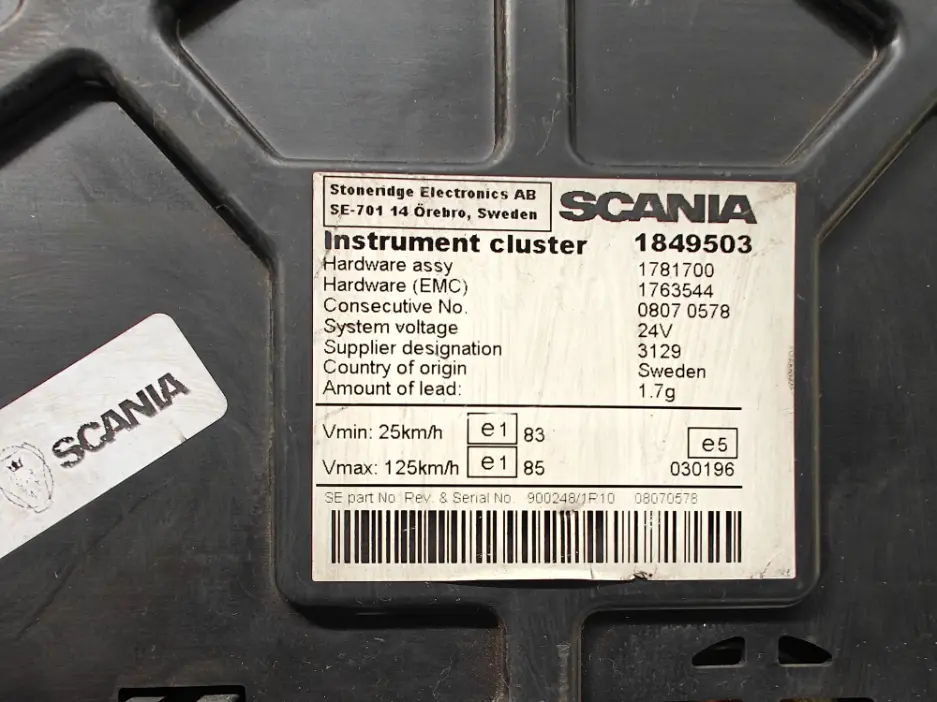 Stoneridge Electronics AB
SE-701 14 Örebro, Sweden
SCANIA
Instrument cluster 1849503
Hardware assy 1781700
Hardware (EMC) 1763544
Consecutive No. 0807 0578
System voltage 24V
Supplier designation 3129
Country of origin Sweden
Amount of lead: 1.7g
Vmin: 25km/h e1 83
e5
Vmax: 125km/h e1 85 030196
SE part No. Rev. & Serial No. 900248/1R10 08070578
SCANIA